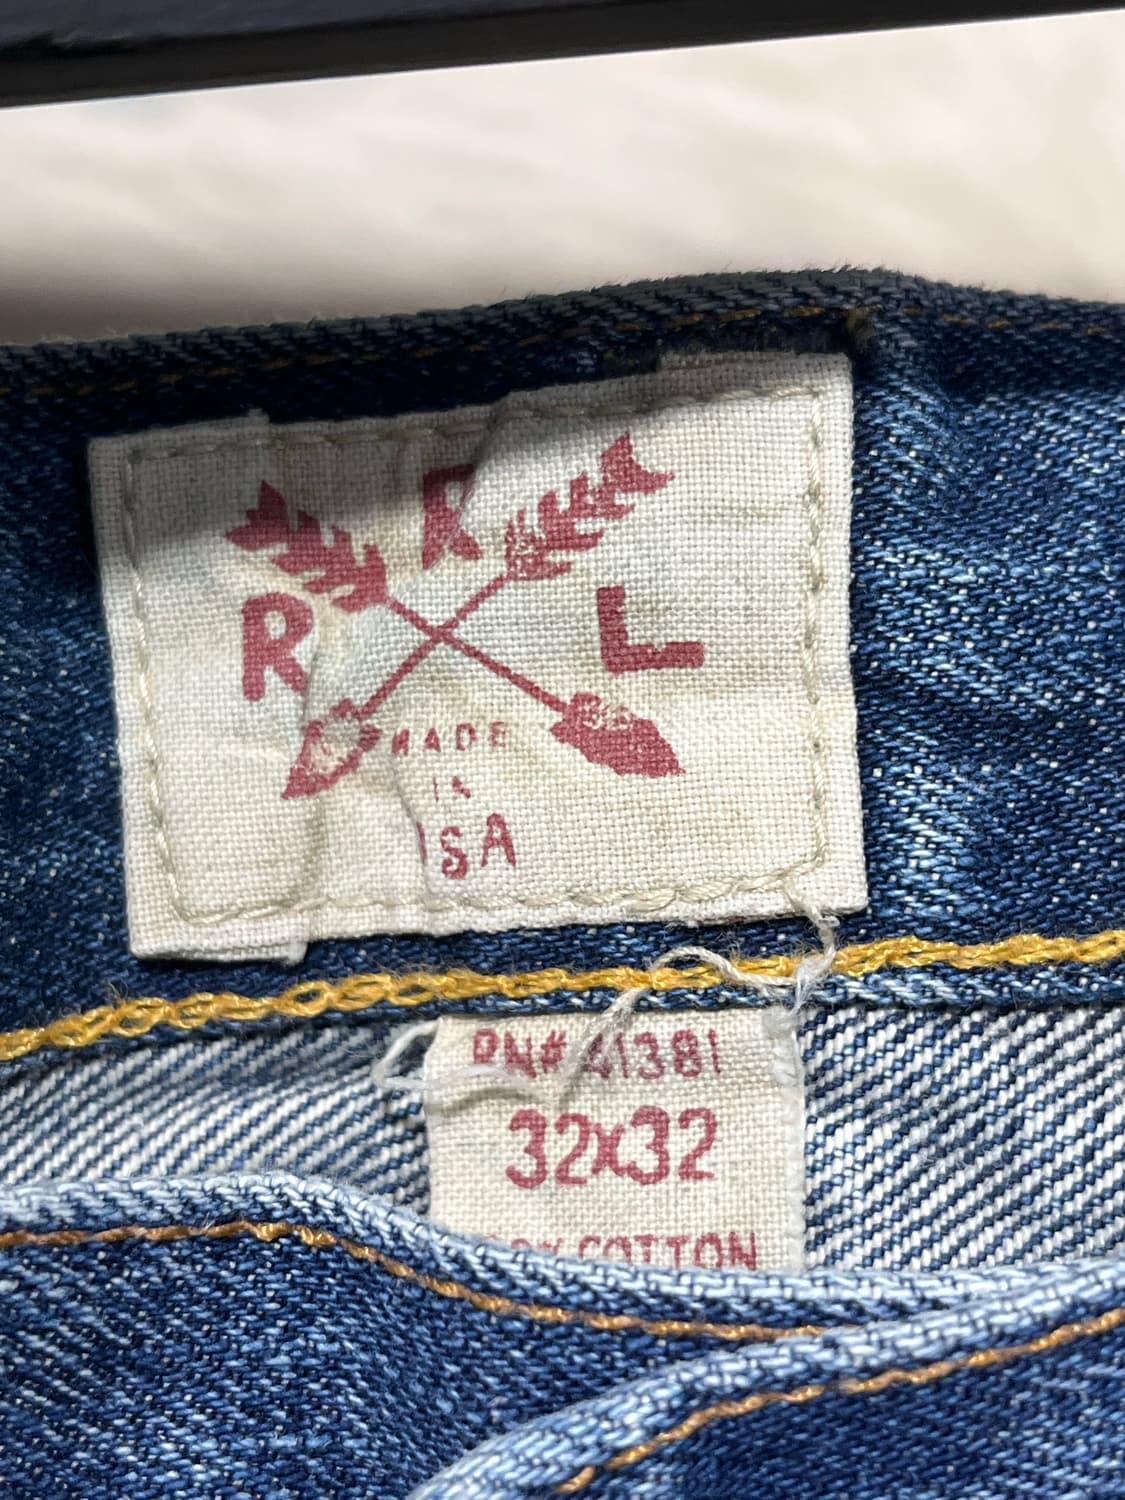 R
R L
MADE
IN
USA
RN# 41381
32x32
COTTON